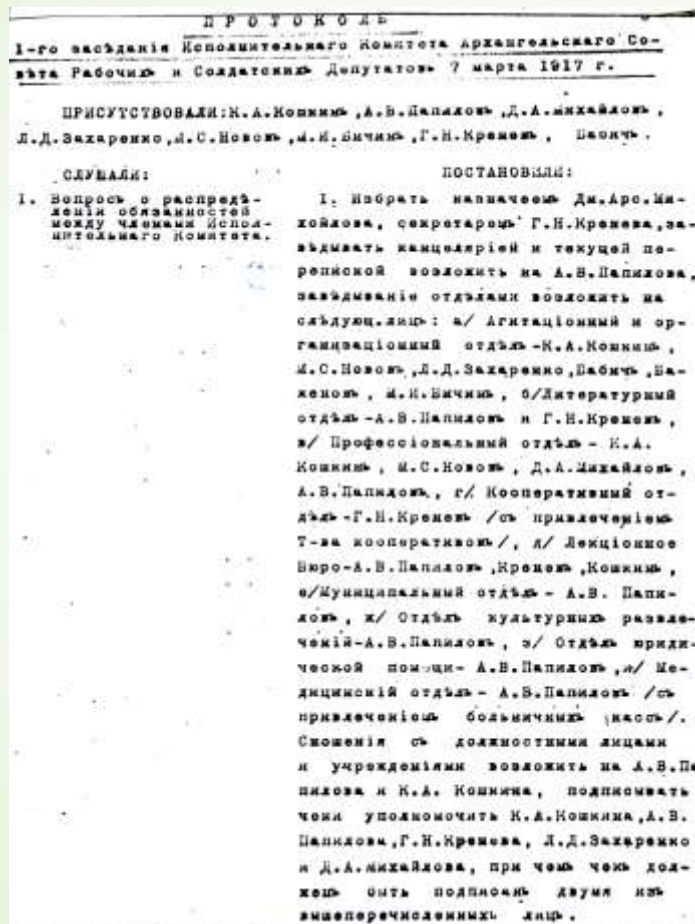 ПРОТОКОЛЪ
1-го засѣданія Исполнительнаго Комитета Архангельскаго Со-
вѣта Рабочихъ и Солдатскихъ Депутатовъ 7 марта 1917 г.
ПРИСУТСТВОВАЛИ: К.А.Кошкинъ, А.В.Папиловъ, Д.А.Михайловъ,
Л.Д.Захаренко, М.С.Нововъ, М.И.Бичинъ, Г.Н.Кременъ,
СЛУШАЛИ:
1. Вопросъ о распредѣ-
леніи обязанностей
между членами Испол-
нительнаго Комитета.
ПОСТАНОВИЛИ:
I. Избрать казначеемъ Дм.Арс.Ми-
хойлова, секретаремъ Г.Н.Кренева, за-
вѣдывать канцеляріей и текущей пе-
репиской возложить на А.В.Папилова,
завѣдываніе отдѣлами возложить на
слѣдующ.лицъ: а/ Агитаціонный и ор-
ганизаціонный отдѣлъ-К.А.Кошкинъ,
М.С.Нововъ, Л.Д.Захаренко, Бабичъ, Ба-
женовъ, М.И.Бичинъ, б/Литературный
отдѣлъ-А.В.Папиловъ и Г.Н.Кременъ,
в/ Профессіональный отдѣлъ- К.А.
Кошкинъ, М.С.Нововъ, Д.А.Михайловъ,
А.В.Папиловъ, г/ Кооперативный от-
дѣлъ-Г.Н.Кременъ /съ привлеченіемъ
Т-ва кооперативовъ/, д/ Лекціонное
Бюро-А.В.Папиловъ, Кременъ, Кошкинъ,
е/Муниципальный отдѣлъ- А.В. Папи-
ловъ, ж/ Отдѣлъ культурныхъ развле-
ченій-А.В.Папиловъ, з/ Отдѣлъ юриди-
ческой помощи- А.В.Папиловъ, и/ Ме-
дицинскій отдѣлъ- А.В.Папиловъ /съ
привлеченіемъ больничныхъ кассъ/.
Сношенія съ должностными лицами
и учрежденіями возложить на А.В.Па
пилова и К.А. Кошкина, подписывать
чеки уполномочить К.А.Кошкина, А.В.
Папилова, Г.Н.Кренева, Л.Д.Захаренко
и Д.А.Михайлова, при чемъ чекъ дол-
женъ быть подписанъ двумя изъ
вышеперечисленныхъ лицъ.